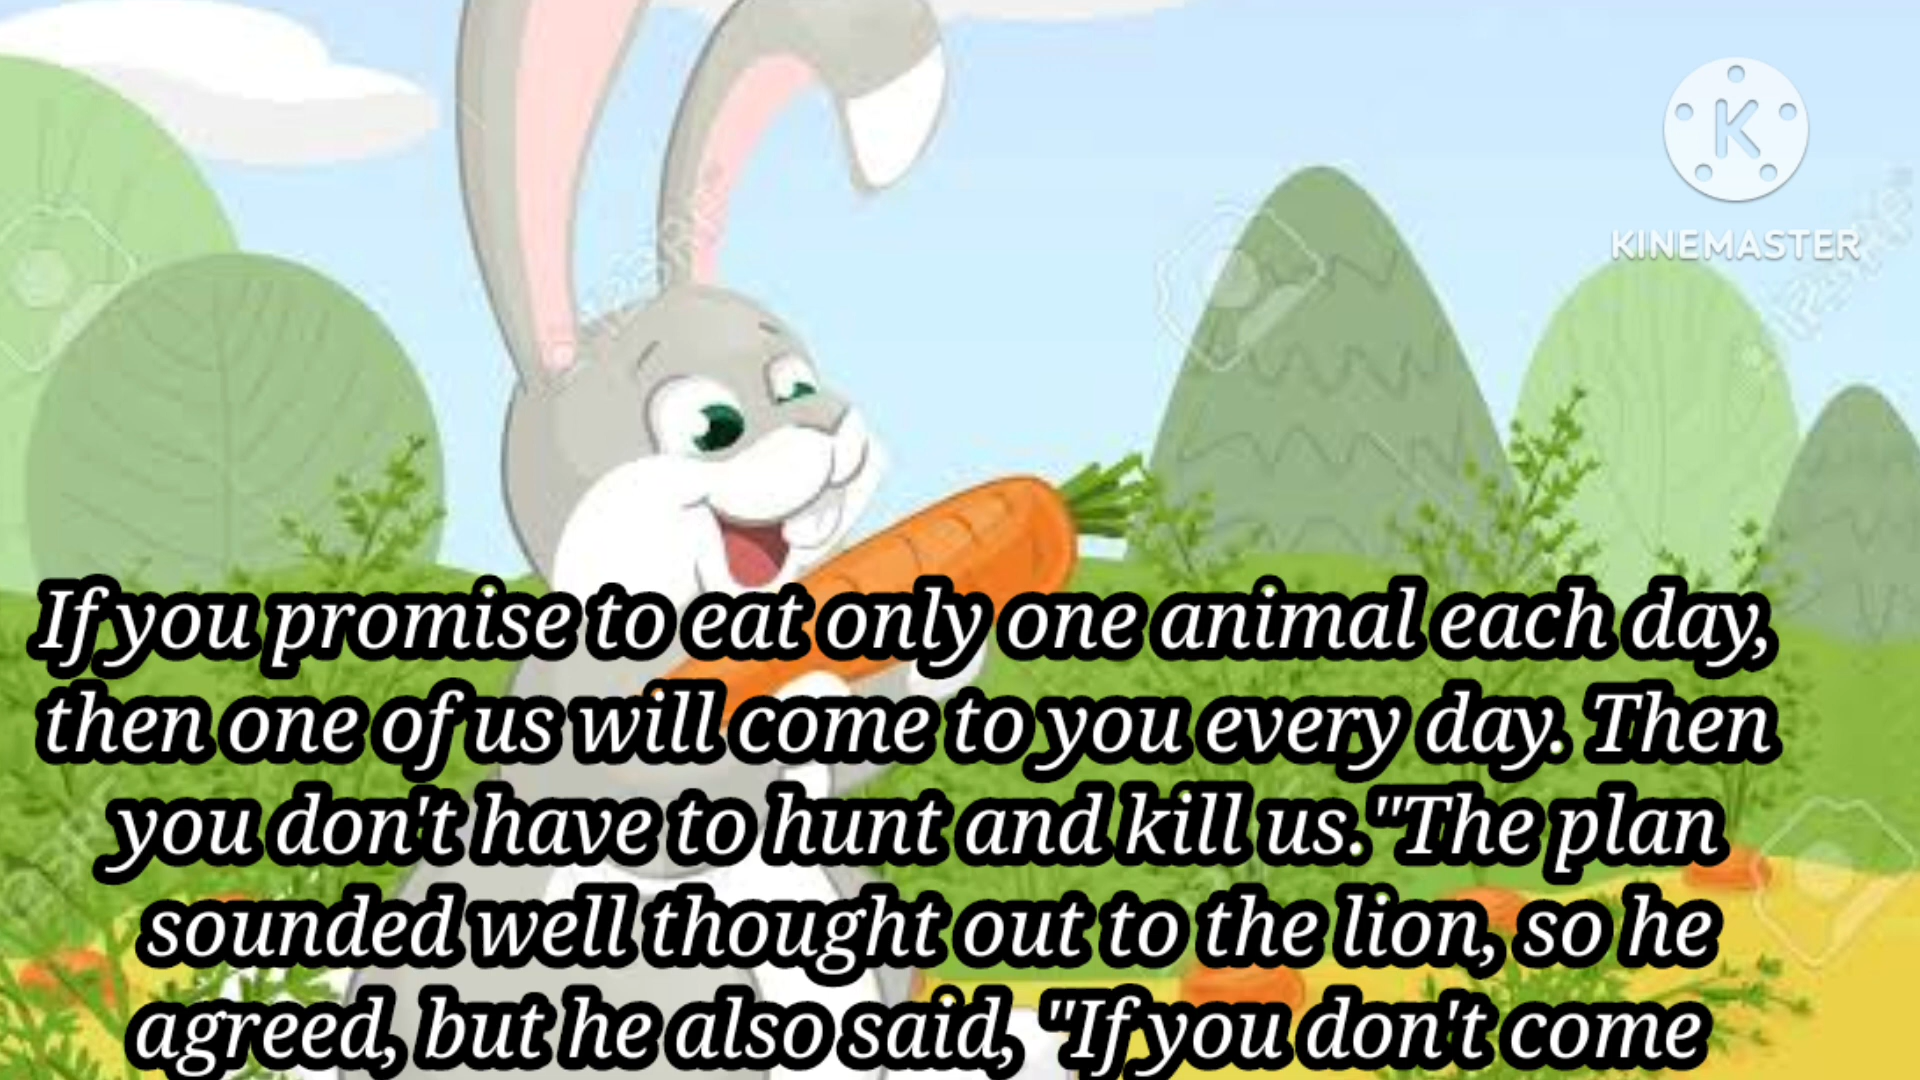 KINEMASTER
If you promise to eat only one animal each day,
then one of us will come to you every day. Then
you don't have to hunt and kill us."The plan
sounded well thought out to the lion, so he
agreed, but he also said, "If you don't come